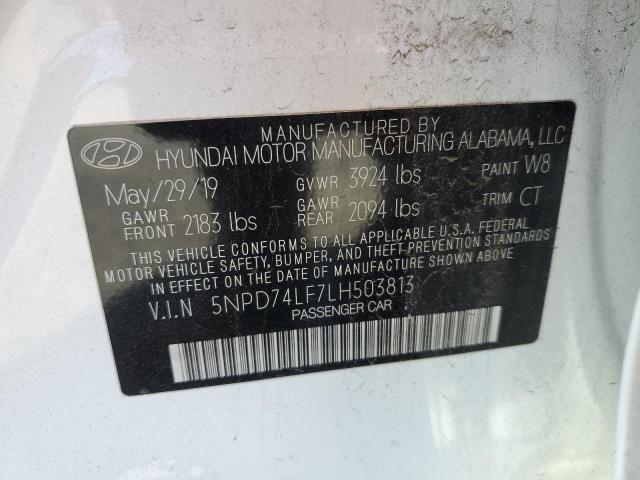 MANUFACTURED BY
HYUNDAI MOTOR MANUFACTURING ALABAMA, LLC
May/29/19 GVWR 3924 lbs PAINT W8
GAWR FRONT 2183 lbs GAWR REAR 2094 lbs TRIM CT
THIS VEHICLE CONFORMS TO ALL APPLICABLE U.S.A. FEDERAL
MOTOR VEHICLE SAFETY, BUMPER, AND THEFT-PREVENTION STANDARDS
IN EFFECT ON THE DATE OF MANUFACTURE SHOWN ABOVE.
V.I.N 5NPD74LF7LH503813
PASSENGER CAR